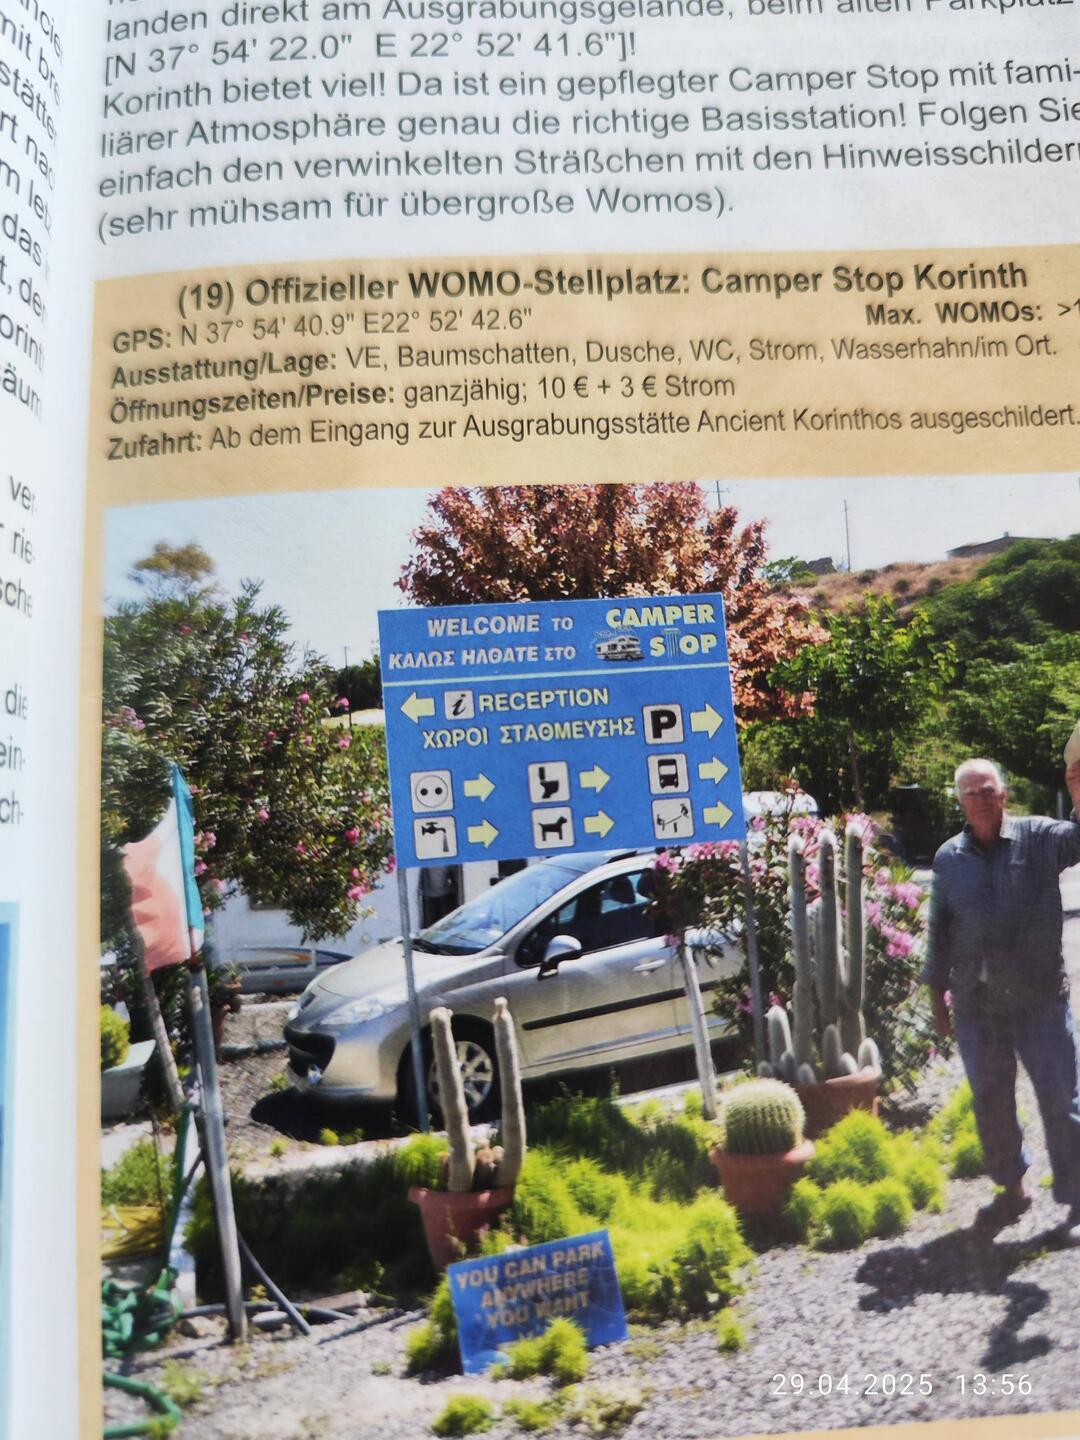 landen direkt am Ausgrabungsgelände, beim alten Parkplatz
[N 37° 54' 22.0" E 22° 52' 41.6"]!
Korinth bietet viel! Da ist ein gepflegter Camper Stop mit fami-
liärer Atmosphäre genau die richtige Basisstation! Folgen Sie
einfach den verwinkelten Sträßchen mit den Hinweisschildern
(sehr mühsam für übergroße Womos).
(19) Offizieller WOMO-Stellplatz: Camper Stop Korinth
GPS: N 37° 54' 40.9" E22° 52' 42.6" Max. WOMOs: >1
Ausstattung/Lage: VE, Baumschatten, Dusche, WC, Strom, Wasserhahn/im Ort.
Öffnungszeiten/Preise: ganzjährig; 10 € + 3 € Strom
Zufahrt: Ab dem Eingang zur Ausgrabungsstätte Ancient Korinthos ausgeschildert.
WELCOME TO CAMPER
ΚΑΛΩΣ ΗΛΘΑΤΕ ΣΤΟ STOP
i RECEPTION
ΧΩΡΟΙ ΣΤΑΘΜΕΥΣΗΣ P
YOU CAN PARK
ANYWHERE
YOU WANT
29.04.2025 13:56